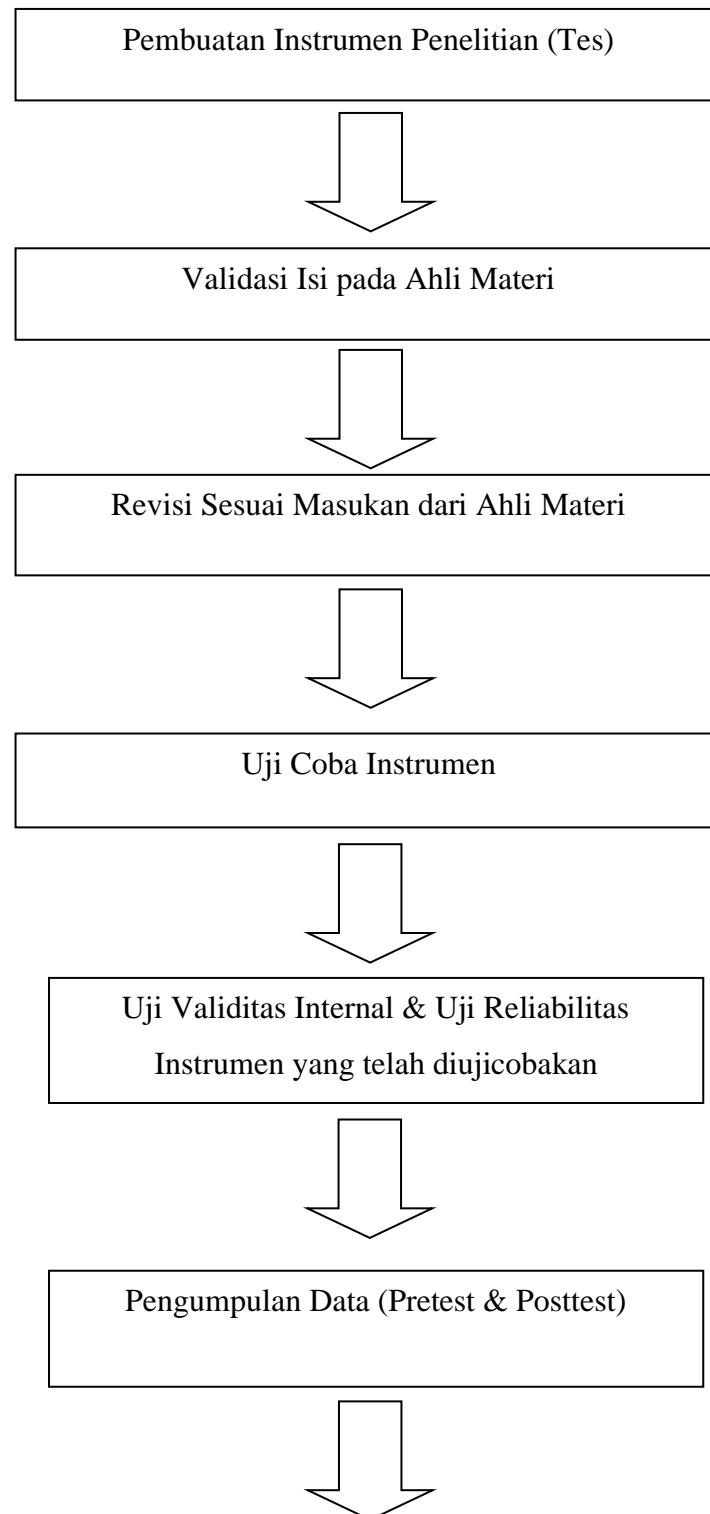 Pembuatan Instrumen Penelitian (Tes)
Validasi Isi pada Ahli Materi
Revisi Sesuai Masukan dari Ahli Materi
Uji Coba Instrumen
Uji Validitas Internal & Uji Reliabilitas
Instrumen yang telah diujicobakan
Pengumpulan Data (Pretest & Posttest)